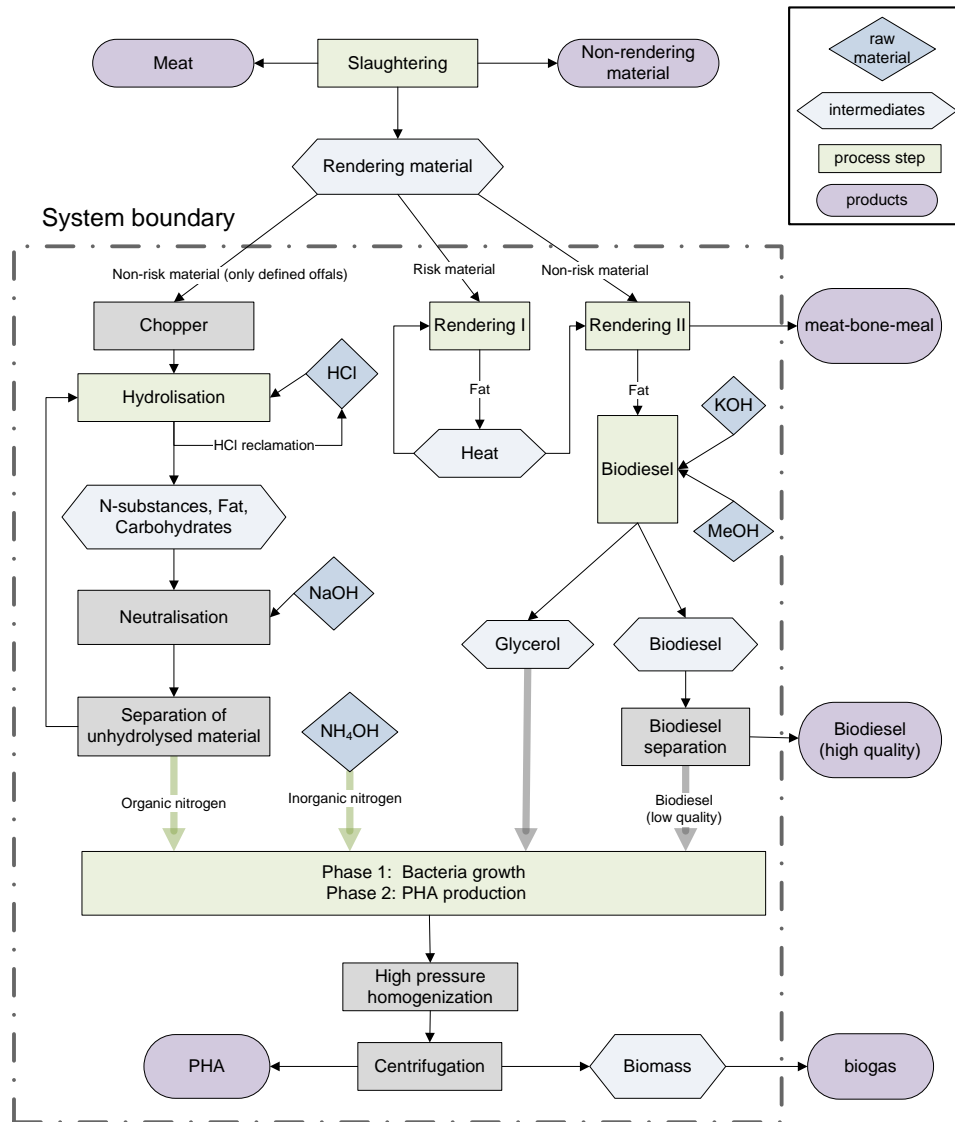 raw
material
Meat
Slaughtering
Non-rendering
material
intermediates
process step
products
Rendering material
System boundary
Non-risk material (only defined offals)
Risk material
Non-risk material
Chopper
Rendering I
Rendering II
meat-bone-meal
Hydrolisation
HCl
Fat
Fat
KOH
HCl reclamation
Heat
Biodiesel
N-substances, Fat,
Carbohydrates
MeOH
Neutralisation
NaOH
Glycerol
Biodiesel
Separation of
unhydrolysed material
NH₄OH
Biodiesel
separation
Biodiesel
(high quality)
Organic nitrogen
Inorganic nitrogen
Biodiesel
(low quality)
Phase 1: Bacteria growth
Phase 2: PHA production
High pressure
homogenization
PHA
Centrifugation
Biomass
biogas